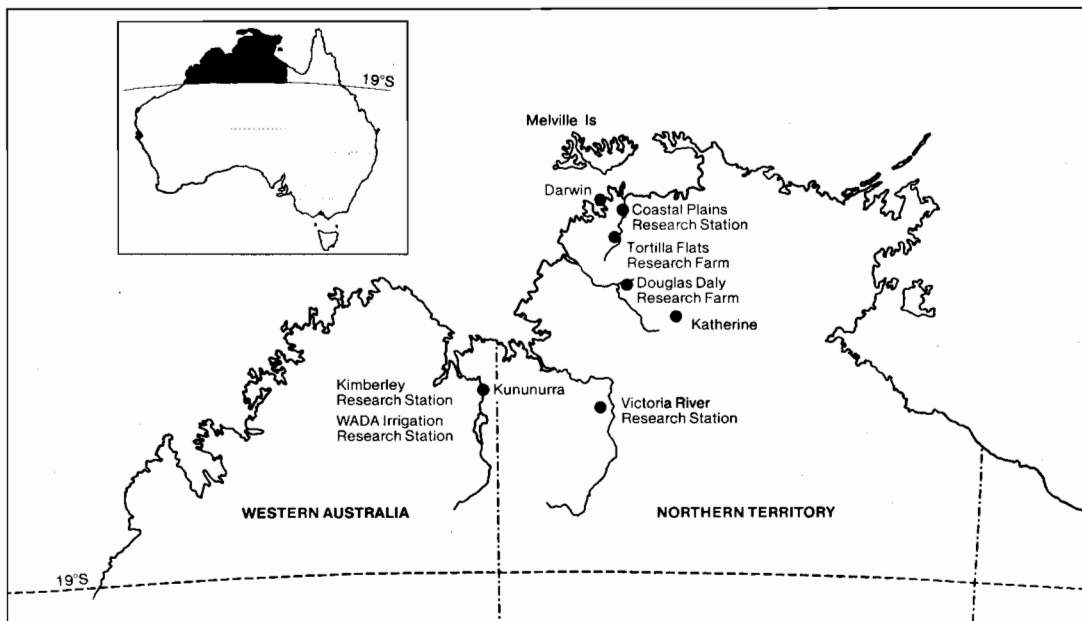 19°S
Melville Is
Darwin
Coastal Plains
Research Station
Tortilla Flats
Research Farm
Douglas Daly
Research Farm
Katherine
Kimberley
Research Station
Kununurra
WADA Irrigation
Research Station
Victoria River
Research Station
WESTERN AUSTRALIA
NORTHERN TERRITORY
19°S